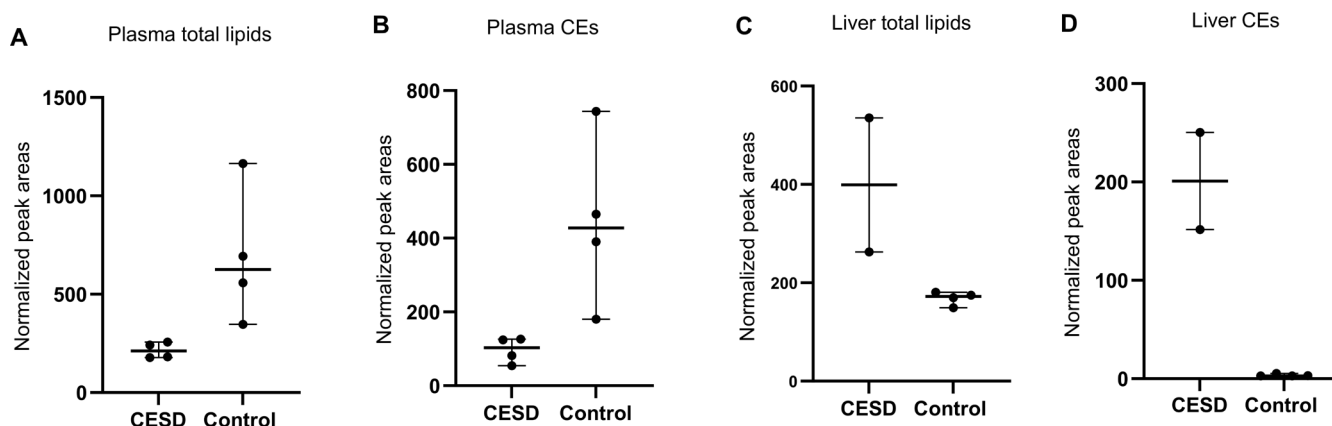 A
Plasma total lipids
Normalized peak areas
1500
1000
500
0
CESD Control
B
Plasma CEs
Normalized peak areas
800
600
400
200
0
CESD Control
C
Liver total lipids
Normalized peak areas
600
400
200
0
CESD Control
D
Liver CEs
Normalized peak areas
300
200
100
0
CESD Control